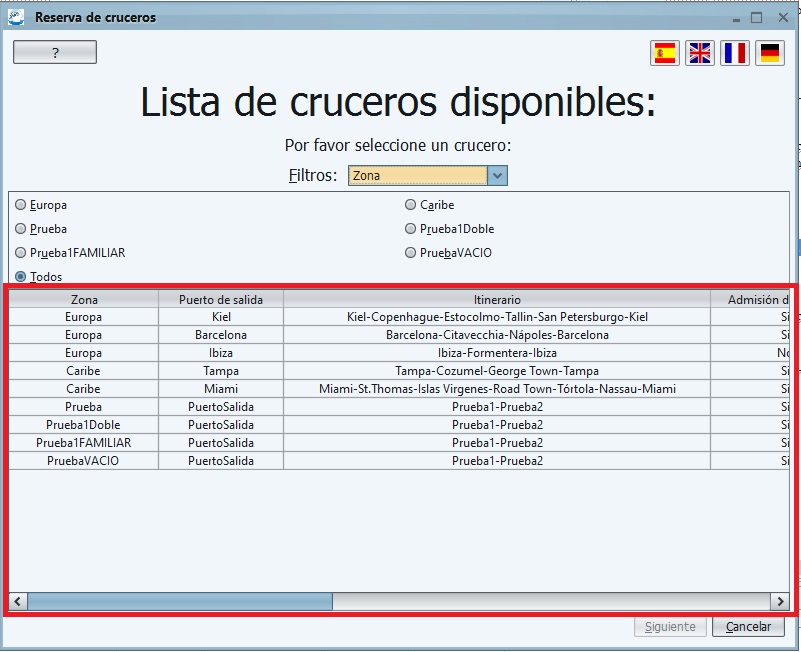 Reserva de cruceros
?
Lista de cruceros disponibles:
Por favor seleccione un crucero:
Filtros: Zona
Europa Caribe
Prueba Prueba1Doble
Prueba1FAMILIAR PruebaVACIO
Todos
Zona Puerto de salida Itinerario Admisión d
Europa Kiel Kiel-Copenhague-Estocolmo-Tallin-San Petersburgo-Kiel Si
Europa Barcelona Barcelona-Citavecchia-Nápoles-Barcelona Si
Europa Ibiza Ibiza-Formentera-Ibiza No
Caribe Tampa Tampa-Cozumel-George Town-Tampa Si
Caribe Miami Miami-St.Thomas-Islas Virgenes-Road Town-Tórtola-Nassau-Miami Si
Prueba PuertoSalida Prueba1-Prueba2 Si
Prueba1Doble PuertoSalida Prueba1-Prueba2 Si
Prueba1FAMILIAR PuertoSalida Prueba1-Prueba2 Si
PruebaVACIO PuertoSalida Prueba1-Prueba2 Si
Siguiente Cancelar